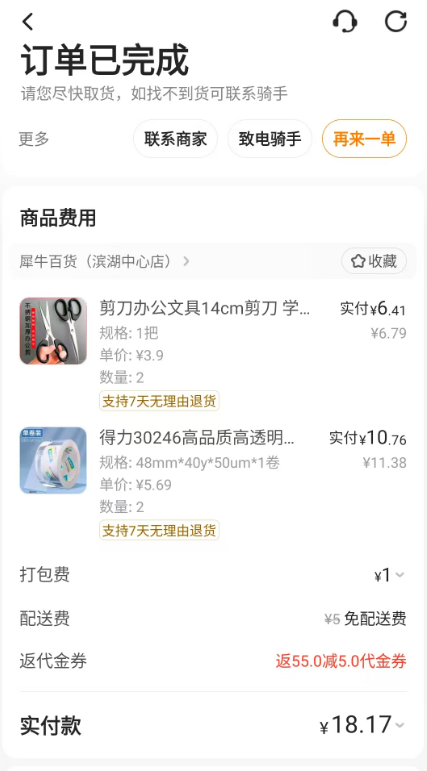 订单已完成
请您尽快取货，如找不到货可联系骑手
更多
联系商家
致电骑手
再来一单
商品费用
犀牛百货（滨湖中心店）
收藏
剪刀办公文具14cm剪刀 学... 实付¥6.41
规格: 1把 ¥6.79
单价: ¥3.9
数量: 2
支持7天无理由退货
得力30246高品质高透明... 实付¥10.76
规格: 48mm*40y*50um*1卷 ¥11.38
单价: ¥5.69
数量: 2
支持7天无理由退货
打包费 ¥1
配送费 ¥5 免配送费
返代金券 返55.0减5.0代金券
实付款 ¥18.17